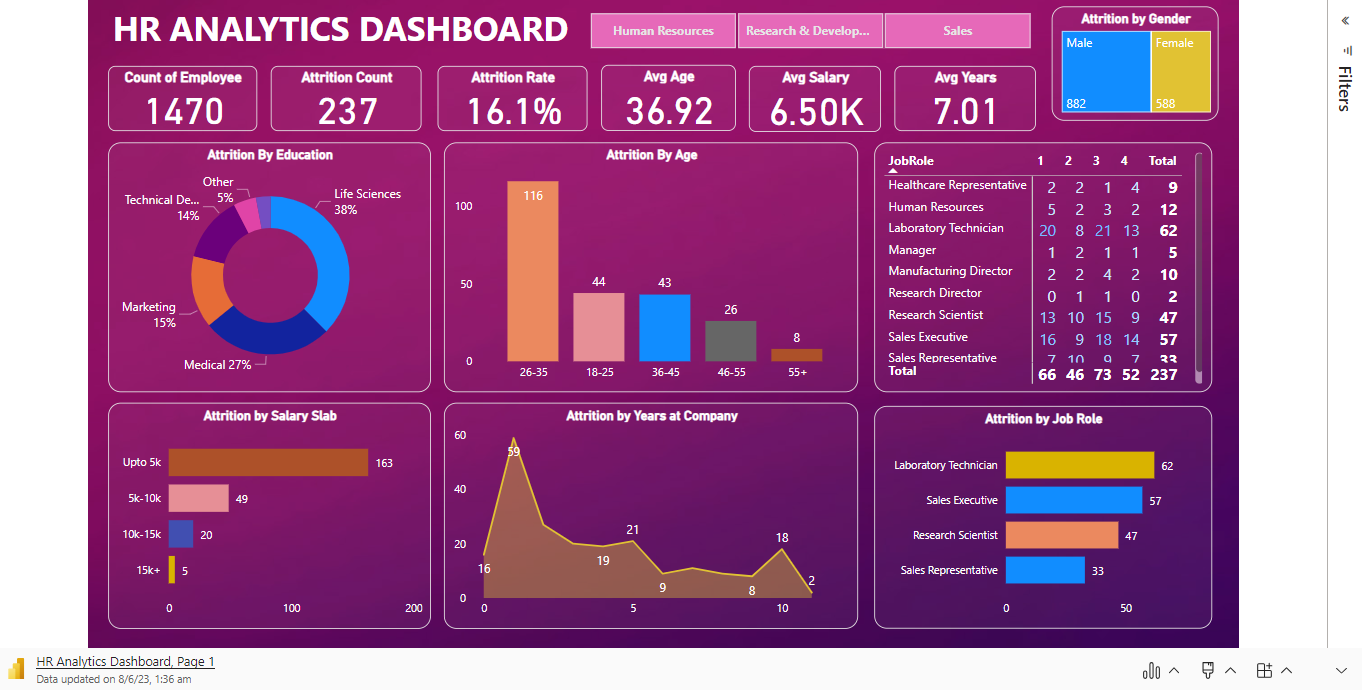 HR ANALYTICS DASHBOARD
Human Resources
Research & Develop...
Sales
Attrition by Gender
Male
Female
882
588
Filters
Count of Employee
1470
Attrition Count
237
Attrition Rate
16.1%
Avg Age
36.92
Avg Salary
6.50K
Avg Years
7.01
Attrition By Education
Other
5%
Life Sciences
38%
Technical De...
14%
Marketing
15%
Medical 27%
Attrition By Age
100
50
0
116
44
43
26
8
26-35
18-25
36-45
46-55
55+
JobRole 1 2 3 4 Total
Healthcare Representative 2 2 1 4 9
Human Resources 5 2 3 2 12
Laboratory Technician 20 8 21 13 62
Manager 1 2 1 1 5
Manufacturing Director 2 2 4 2 10
Research Director 0 1 1 0 2
Research Scientist 13 10 15 9 47
Sales Executive 16 9 18 14 57
Sales Representative 7 10 9 7 33
Total 66 46 73 52 237
Attrition by Salary Slab
Upto 5k 163
5k-10k 49
10k-15k 20
15k+ 5
0 100 200
Attrition by Years at Company
60
40
20
0
16
59
19
21
9
8
18
2
0 5 10
Attrition by Job Role
Laboratory Technician 62
Sales Executive 57
Research Scientist 47
Sales Representative 33
0 50
HR Analytics Dashboard, Page 1
Data updated on 8/6/23, 1:36 am